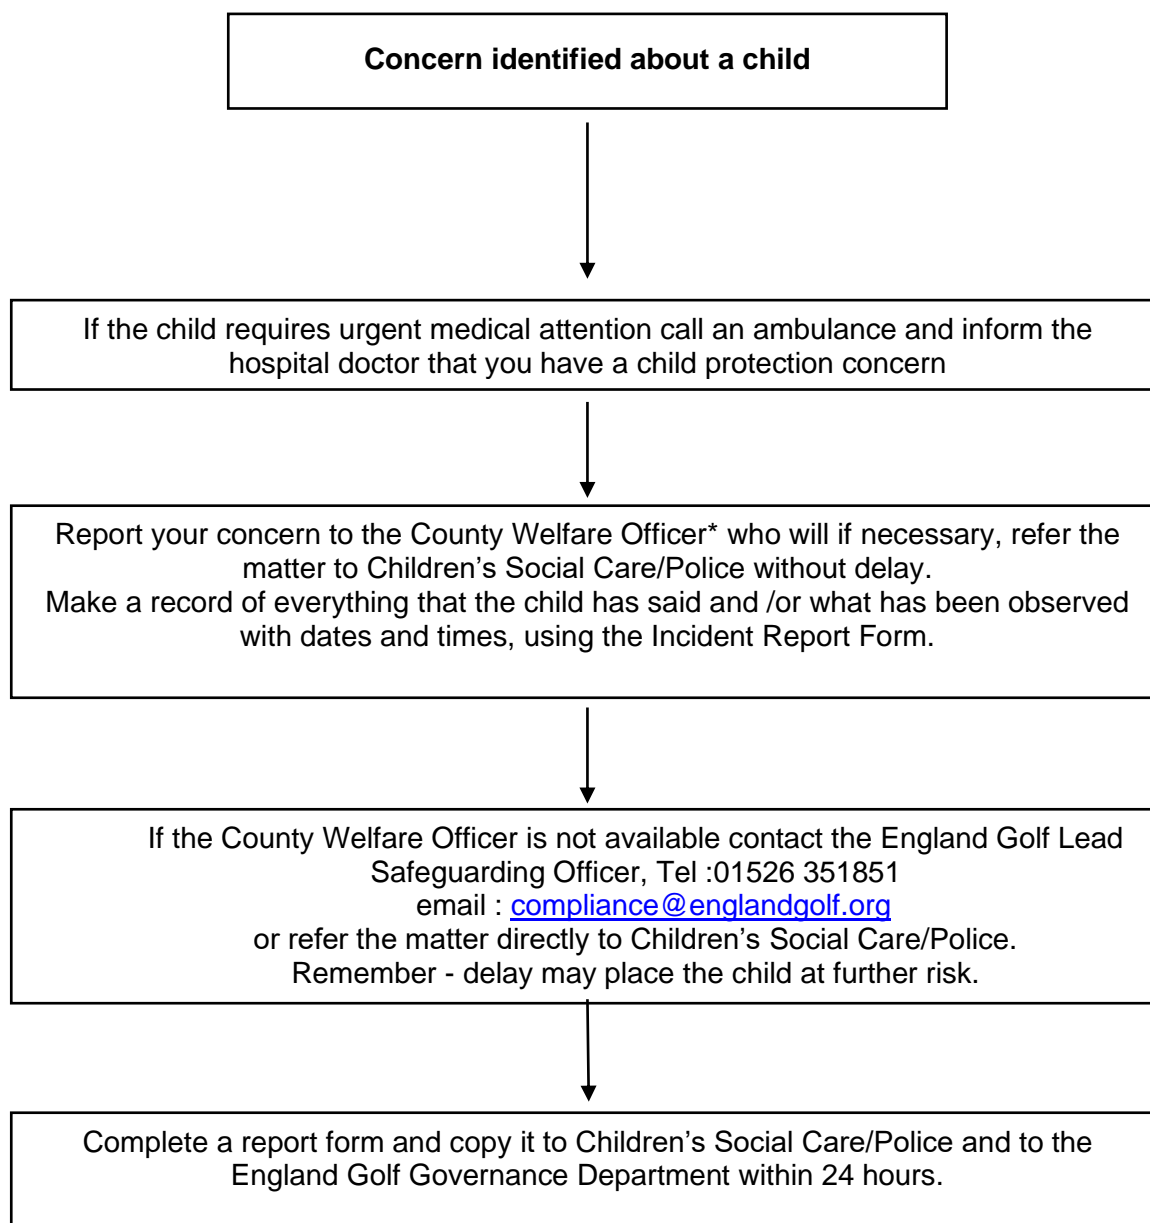 Concern identified about a child
If the child requires urgent medical attention call an ambulance and inform the
hospital doctor that you have a child protection concern
Report your concern to the County Welfare Officer* who will if necessary, refer the
matter to Children’s Social Care/Police without delay.
Make a record of everything that the child has said and /or what has been observed
with dates and times, using the Incident Report Form.
If the County Welfare Officer is not available contact the England Golf Lead
Safeguarding Officer, Tel :01526 351851
email : compliance@englandgolf.org
or refer the matter directly to Children’s Social Care/Police.
Remember - delay may place the child at further risk.
Complete a report form and copy it to Children’s Social Care/Police and to the
England Golf Governance Department within 24 hours.